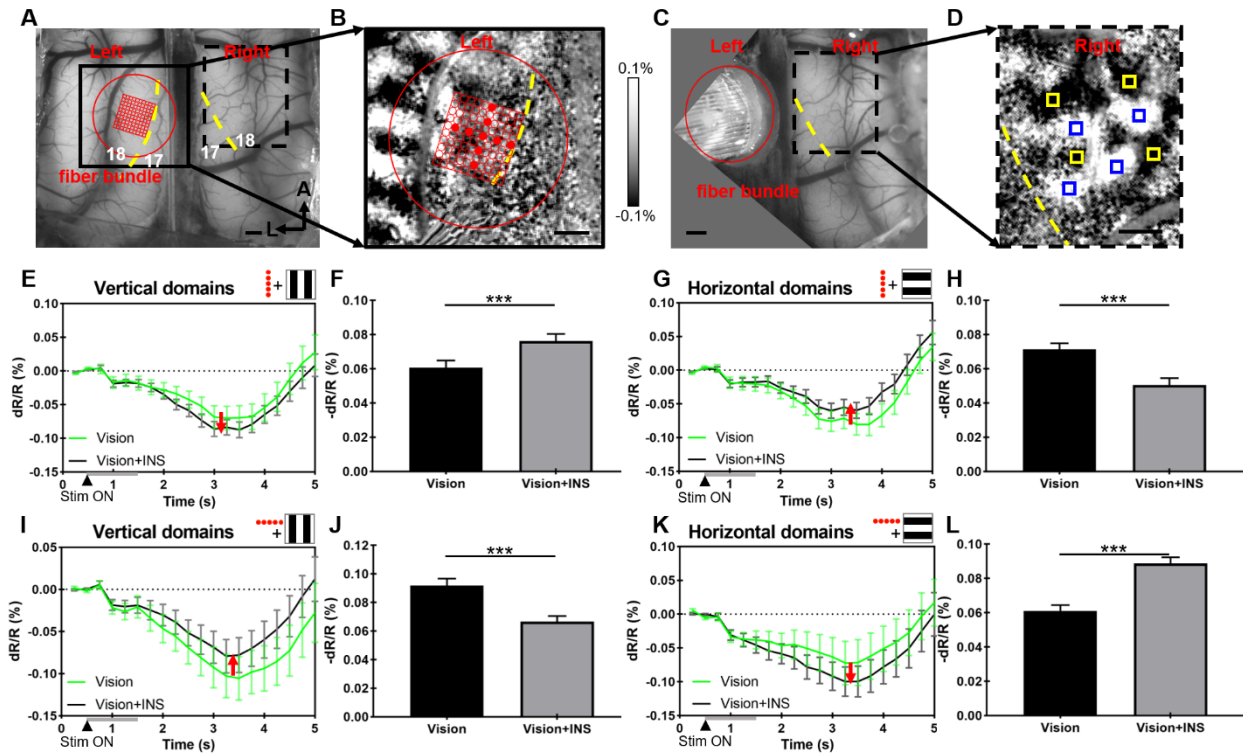 A
Left
Right
18
17
17
18
fiber bundle
A
L
B
Left
0.1%
-0.1%
C
Right
fiber bundle
D
Right
E
Vertical domains
+
0.10
0.05
0.00
-0.05
-0.10
-0.15
dR/R (%)
Vision
Vision+INS
1 2 3 4 5
Stim ON
Time (s)
F
***
-0.10
0.08
0.06
0.04
0.02
0.00
-dR/R (%)
Vision Vision+INS
G
Horizontal domains
+
0.10
0.05
0.00
-0.05
-0.10
-0.15
dR/R (%)
Vision
Vision+INS
1 2 3 4 5
Stim ON
Time (s)
H
***
-0.10
0.08
0.06
0.04
0.02
0.00
-dR/R (%)
Vision Vision+INS
I
Vertical domains
+
0.05
0.00
-0.05
-0.10
-0.15
dR/R (%)
Vision
Vision+INS
1 2 3 4 5
Stim ON
Time (s)
J
***
0.12
0.10
0.08
0.06
0.04
0.02
0.00
-dR/R (%)
Vision Vision+INS
K
Horizontal domains
+
0.10
0.05
0.00
-0.05
-0.10
-0.15
dR/R (%)
Vision
Vision+INS
1 2 3 4 5
Stim ON
Time (s)
L
***
0.10
0.08
0.06
0.04
0.02
0.00
-dR/R (%)
Vision Vision+INS